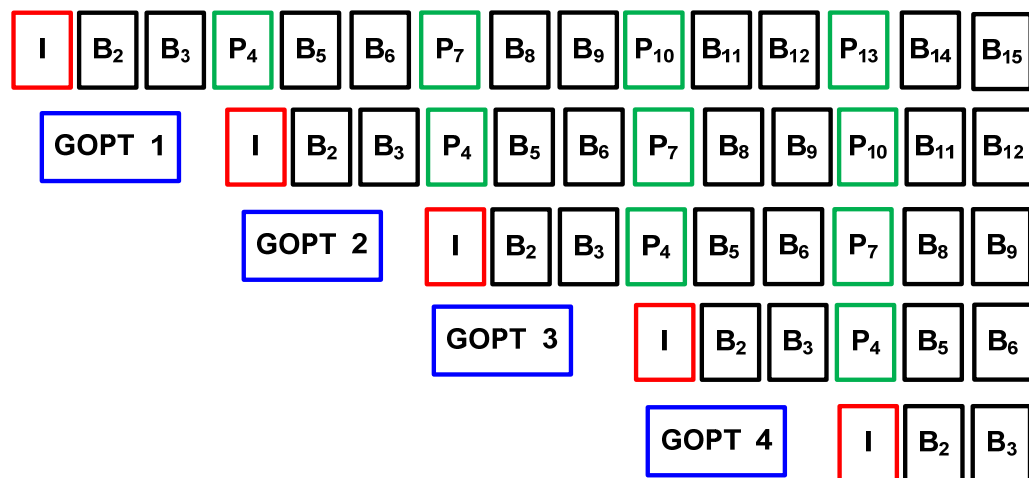 I B₂ B₃ P₄ B₅ B₆ P₇ B₈ B₉ P₁₀ B₁₁ B₁₂ P₁₃ B₁₄ B₁₅
GOPT 1 I B₂ B₃ P₄ B₅ B₆ P₇ B₈ B₉ P₁₀ B₁₁ B₁₂
GOPT 2 I B₂ B₃ P₄ B₅ B₆ P₇ B₈ B₉
GOPT 3 I B₂ B₃ P₄ B₅ B₆
GOPT 4 I B₂ B₃